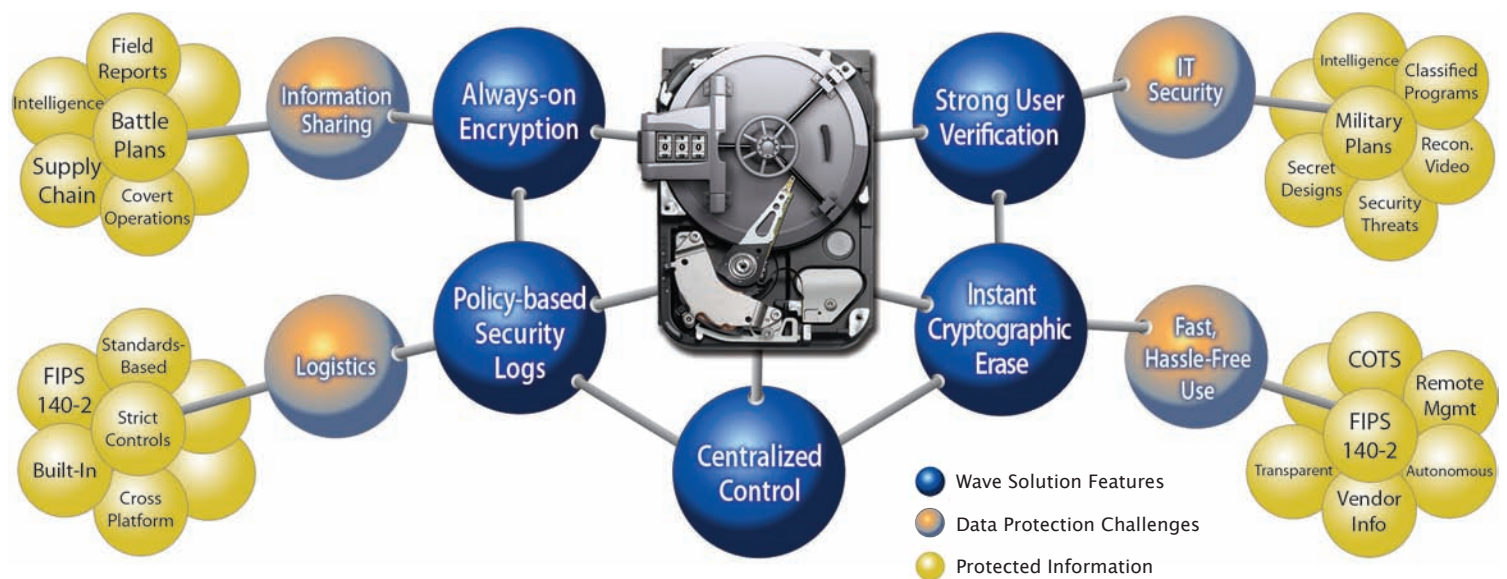 Field
Reports
Intelligence
Battle
Plans
Supply
Chain
Covert
Operations
Information
Sharing
Always-on
Encryption
0 0 0
Strong User
Verification
IT
Security
Intelligence
Classified
Programs
Military
Plans
Recon.
Video
Secret
Designs
Security
Threats
Standards-
Based
FIPS
140-2
Strict
Controls
Built-In
Cross
Platform
Logistics
Policy-based
Security
Logs
Centralized
Control
Instant
Cryptographic
Erase
Fast,
Hassle-Free
Use
COTS
Remote
Mgmt
FIPS
140-2
Transparent
Autonomous
Vendor
Info
Wave Solution Features
Data Protection Challenges
Protected Information